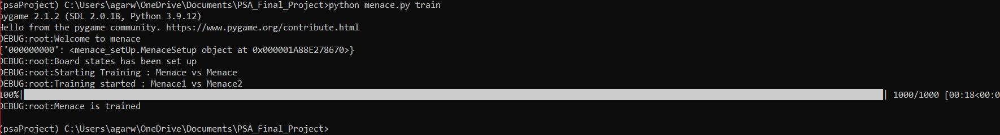 (psaProject) C:\Users\agarw\OneDrive\Documents\PSA_Final_Project>python menace.py train
pygame 2.1.2 (SDL 2.0.18, Python 3.9.12)
Hello from the pygame community. https://www.pygame.org/contribute.html
DEBUG:root:Welcome to menace
{'000000000': <menace_setUp.MenaceSetup object at 0x000001A88E278670>}
DEBUG:root:Board states has been set up
DEBUG:root:Starting Training : Menace vs Menace
DEBUG:root:Training started : Menace1 vs Menace2
100%| | 1000/1000 [00:18<00:0
DEBUG:root:Menace is trained
(psaProject) C:\Users\agarw\OneDrive\Documents\PSA_Final_Project>